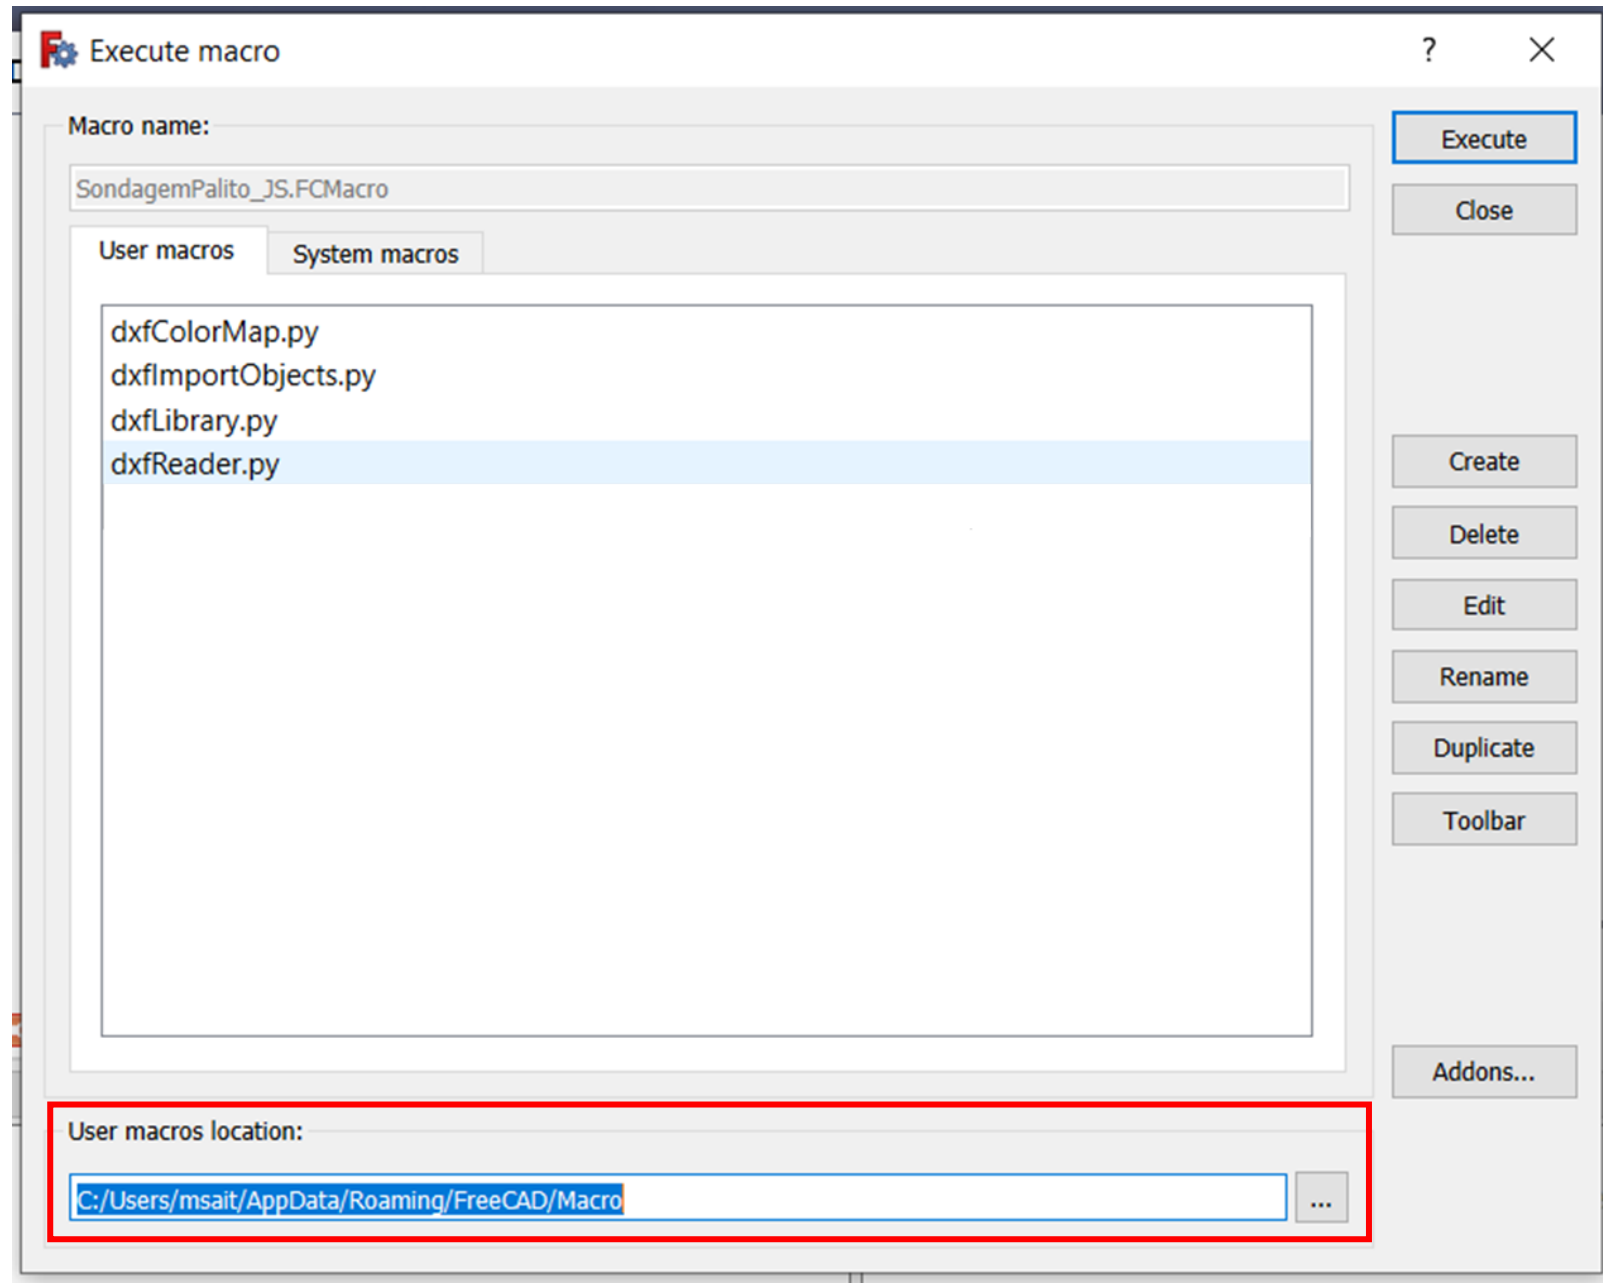 Execute macro
?
Macro name:
Execute
SondagemPalito_JS.FCMacro
Close
User macros
System macros
dxfColorMap.py
dxfImportObjects.py
dxfLibrary.py
dxfReader.py
Create
Delete
Edit
Rename
Duplicate
Toolbar
Addons...
User macros location:
C:/Users/msait/AppData/Roaming/FreeCAD/Macro
...